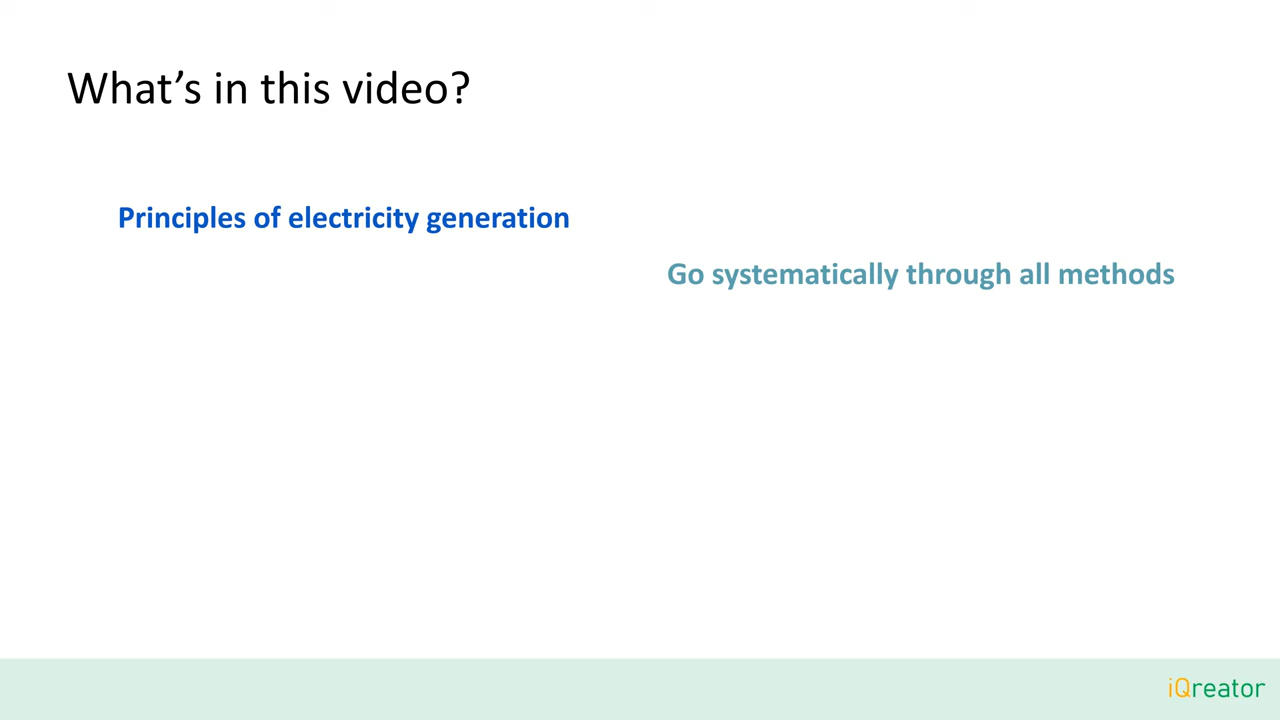 What’s in this video?
Principles of electricity generation
Go systematically through all methods
iQreator